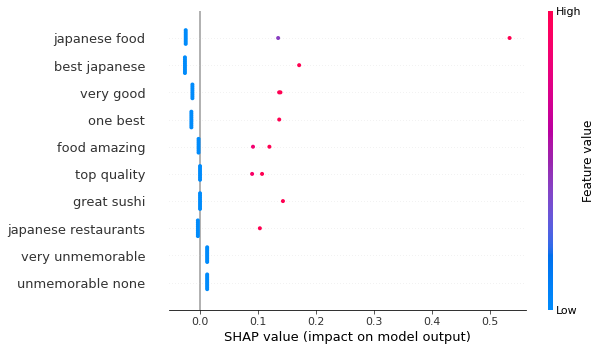 High
japanese food
best japanese
very good
one best
food amazing
top quality
great sushi
japanese restaurants
very unmemorable
unmemorable none
Feature value
Low
0.0 0.1 0.2 0.3 0.4 0.5
SHAP value (impact on model output)